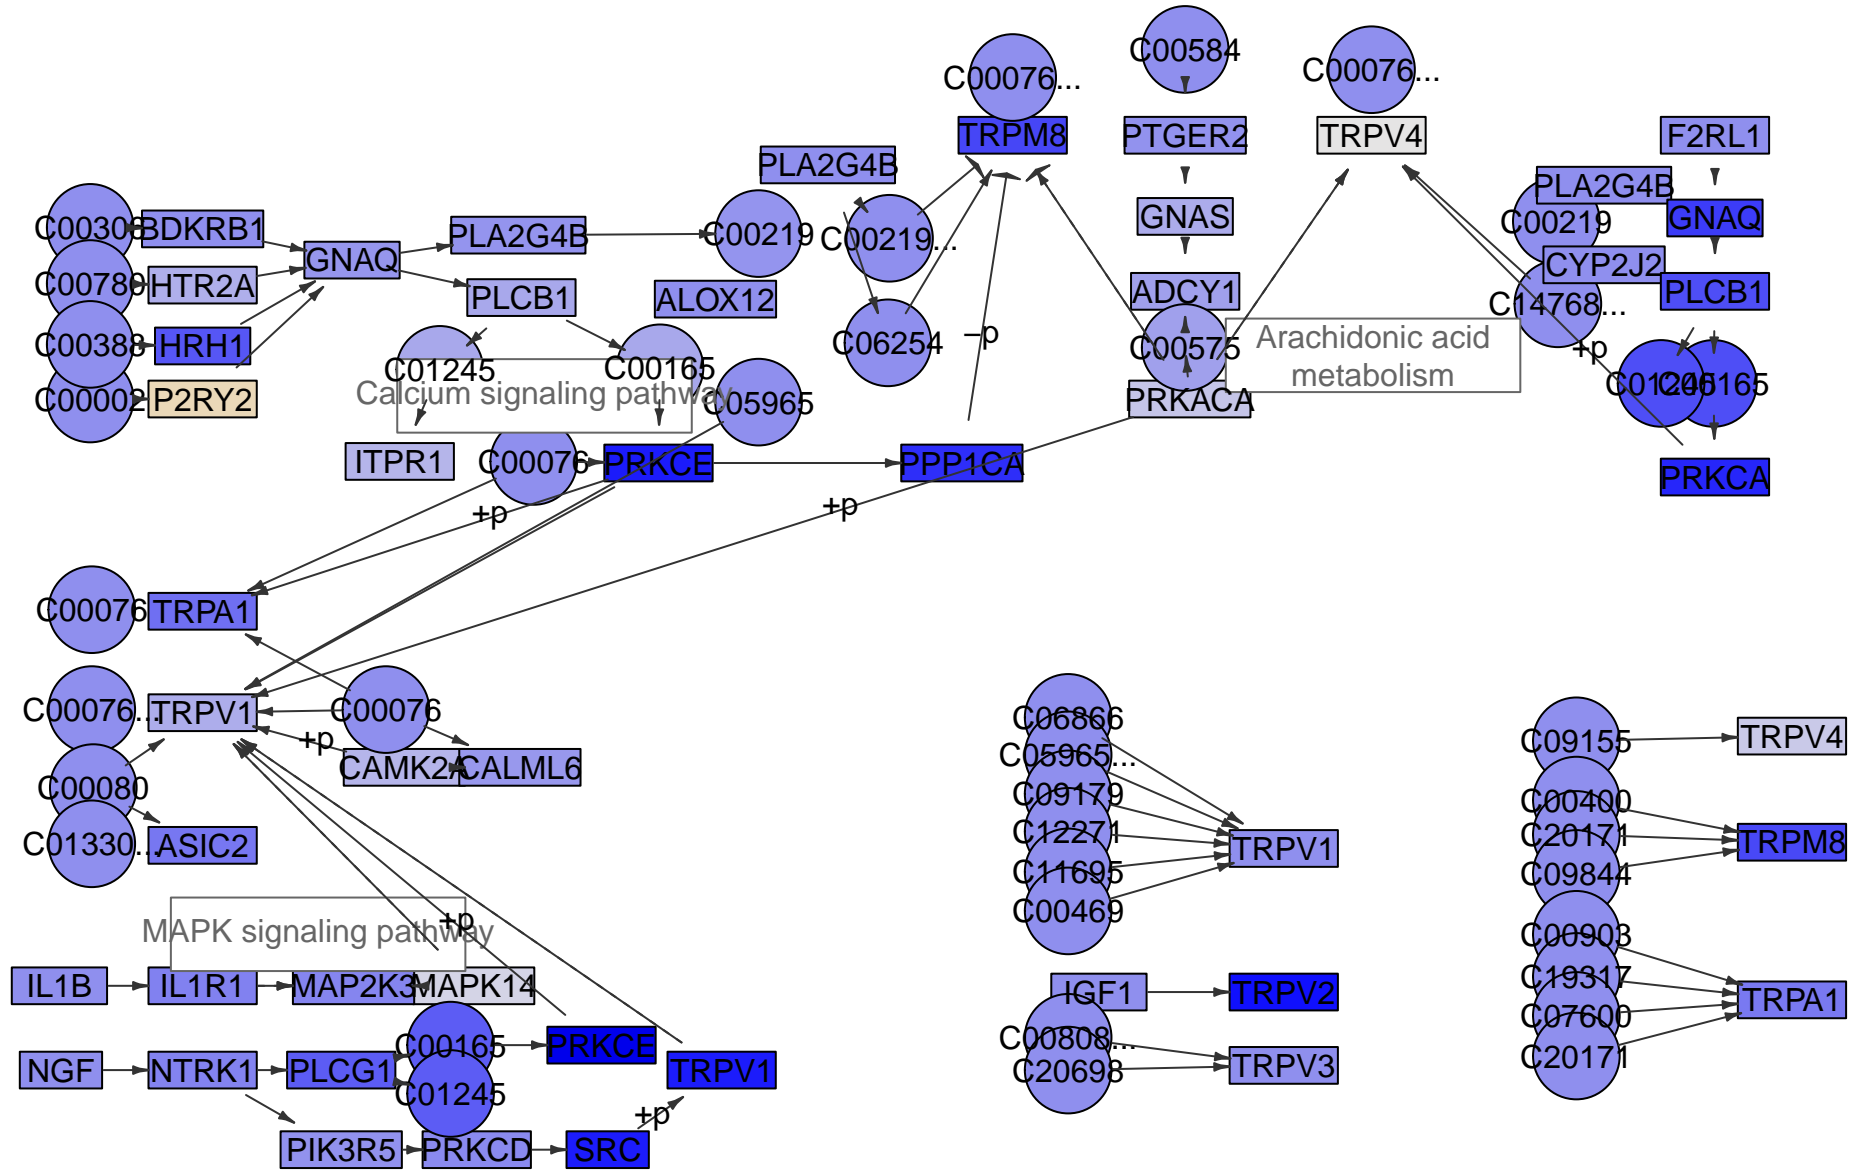 C00584
C00076...
C00076...
TRPM8
PTGER2
TRPV4
F2RL1
PLA2G4B
PLA2G4B
C00308
BDKRB1
GNAS
C00219
GNAQ
PLA2G4B
C00219
C00219...
GNAQ
CYP2J2
C00780
HTR2A
PLCB1
ALOX12
ADCY1
C14768...
PLCB1
C00388
HRH1
C06254
−p
C00575
Arachidonic acid
metabolism
+p
C01245
C00165
Calcium signaling pathway
C00002
P2RY2
C05965
PRKACA
C01245
C00165
ITPR1
C00076
PRKCE
PPP1CA
PRKCA
+p
+p
C00076
TRPA1
C00076...
TRPV1
C00076
+p
CAMK2A
CALML6
C00080
C01330...
ASIC2
C06866
C05965...
C09179
C12271
C11695
C00469
TRPV1
C09155
TRPV4
C00400
C20171
C09844
TRPM8
C00903
C19317
C07600
C20171
TRPA1
MAPK signaling pathway
+p
IL1B
IL1R1
MAP2K3
MAPK14
IGF1
TRPV2
C00808...
C20698
TRPV3
NGF
NTRK1
PLCG1
C00165
C01245
PRKCE
TRPV1
+p
PIK3R5
PRKCD
SRC